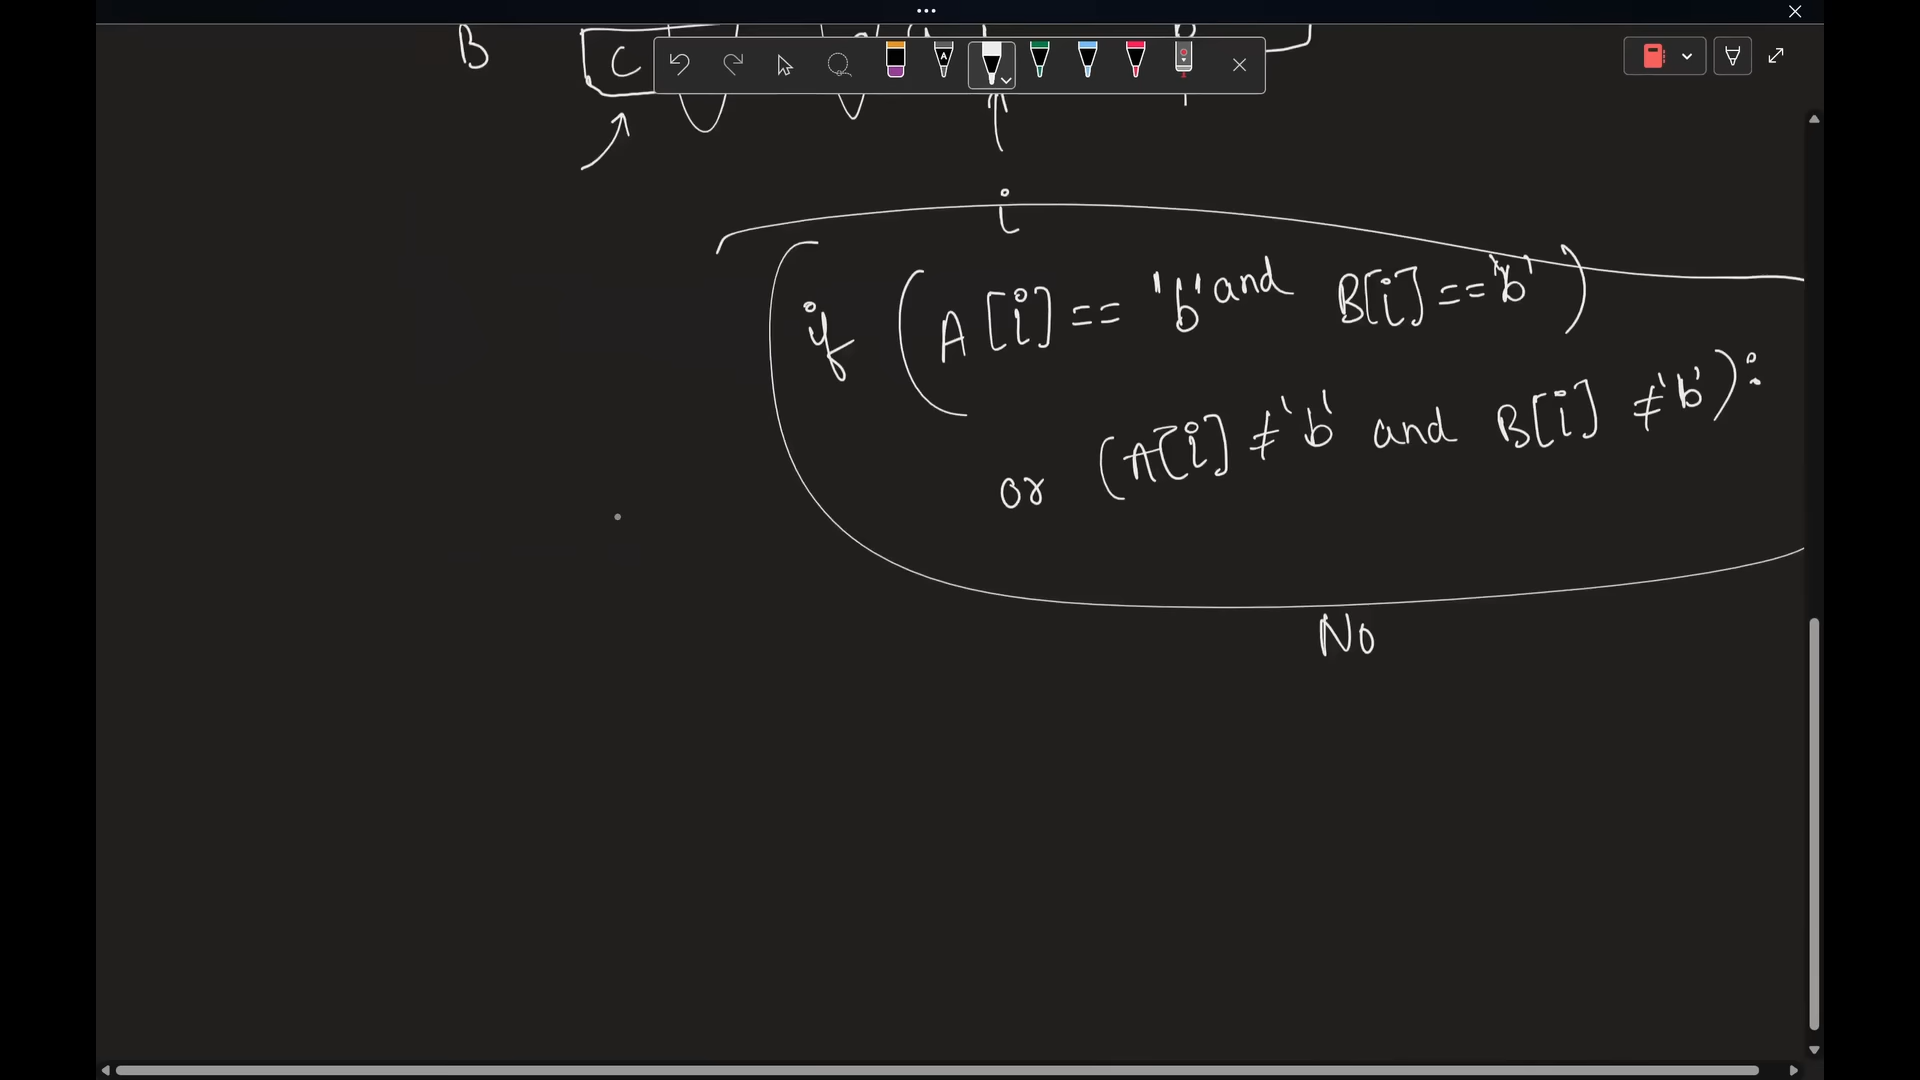 B C
i
if (A[i] == 'b' and B[i] == 'b')
or (A[i] ≠ 'b' and B[i] ≠ 'b'):
No